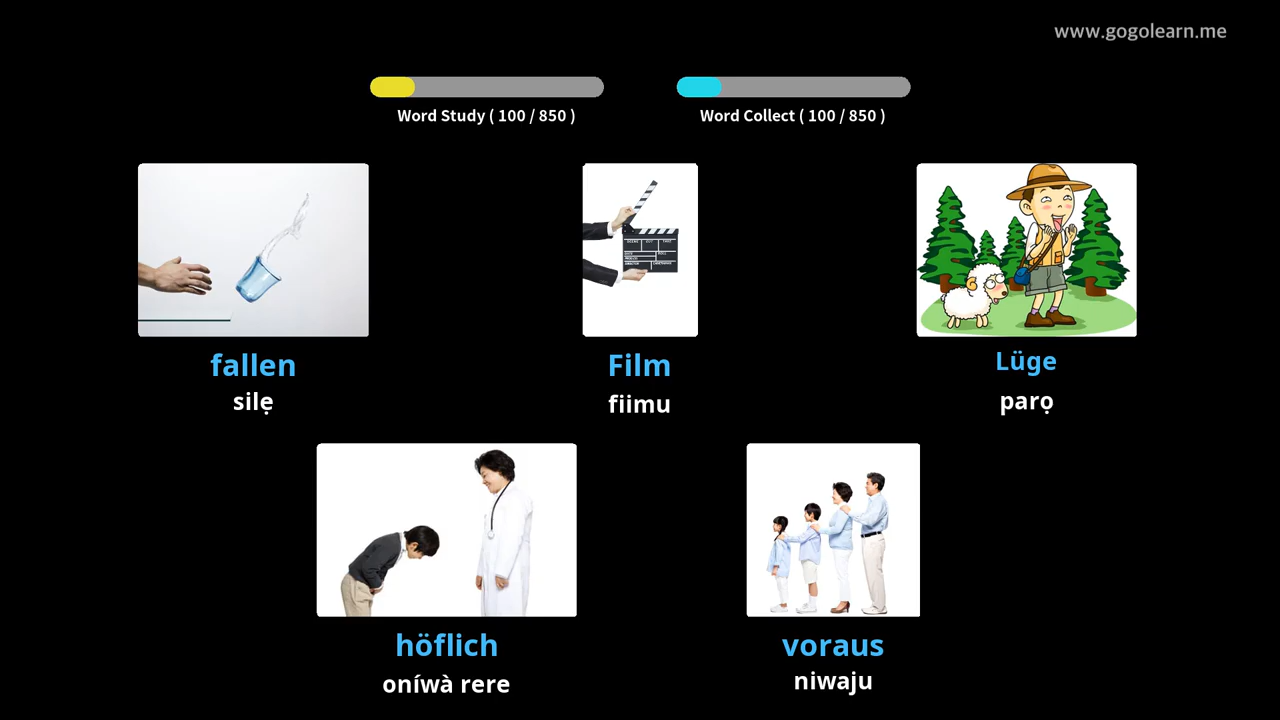 www.gogolearn.me
Word Study ( 100 / 850 )
Word Collect ( 100 / 850 )
fallen
silẹ
Film
fiimu
Lüge
parọ
höflich
oníwà rere
voraus
niwaju